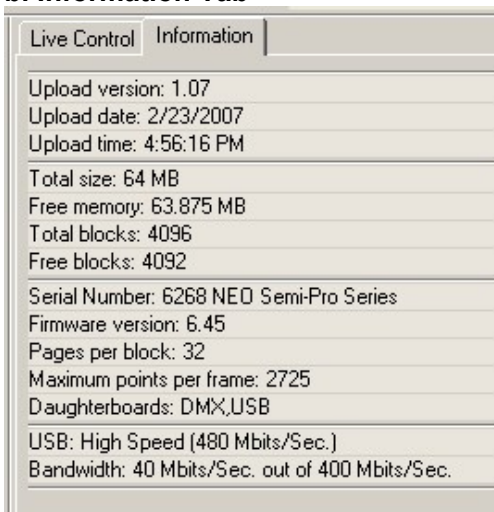 b. Information Tab
Live Control Information
Upload version: 1.07
Upload date: 2/23/2007
Upload time: 4:56:16 PM
Total size: 64 MB
Free memory: 63.875 MB
Total blocks: 4096
Free blocks: 4092
Serial Number: 6268 NEO Semi-Pro Series
Firmware version: 6.45
Pages per block: 32
Maximum points per frame: 2725
Daughterboards: DMX,USB
USB: High Speed (480 Mbits/Sec.)
Bandwidth: 40 Mbits/Sec. out of 400 Mbits/Sec.